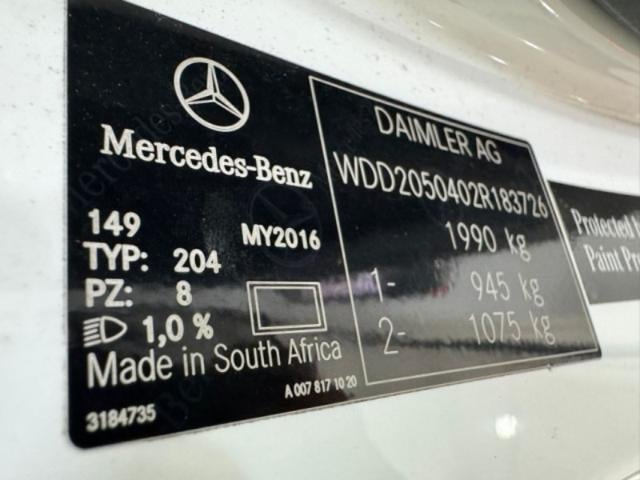 Mercedes-Benz
149 MY2016
TYP: 204
PZ: 8
1,0 %
Made in South Africa
A 007 817 10 20
3184735
DAIMLER AG
WDD2050402R183726
1990 kg
1- 945 kg
2- 1075 kg
Protected
Paint